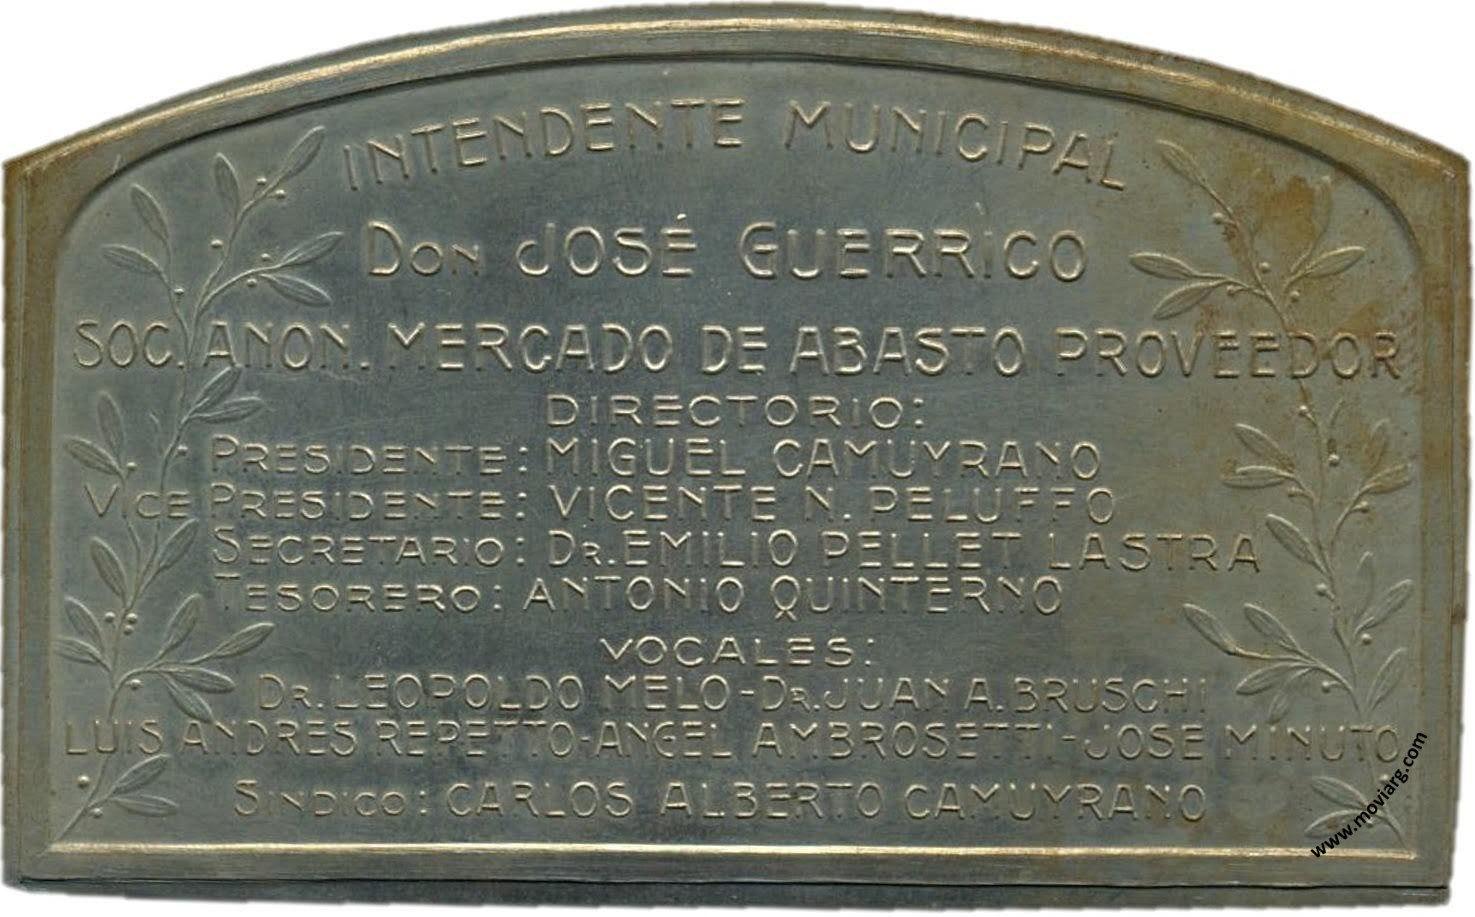 INTENDENTE MUNICIPAL
DON JOSÉ GUERRICO
SOC. ANON. MERCADO DE ABASTO PROVEEDOR
DIRECTORIO:
PRESIDENTE: MIGUEL CAMUYRANO
VICE PRESIDENTE: VICENTE N. PELUFFO
SECRETARIO: DR. EMILIO PELLET LASTRA
TESORERO: ANTONIO QUINTERNO
VOCALES:
DR. LEOPOLDO MELO-DR. JUAN A. BRUSCHI
LUIS ANDRES REPETTO-ANGEL AMBROSETTI-JOSE MINUTO
SINDICO: CARLOS ALBERTO CAMUYRANO
www.moviarg.com